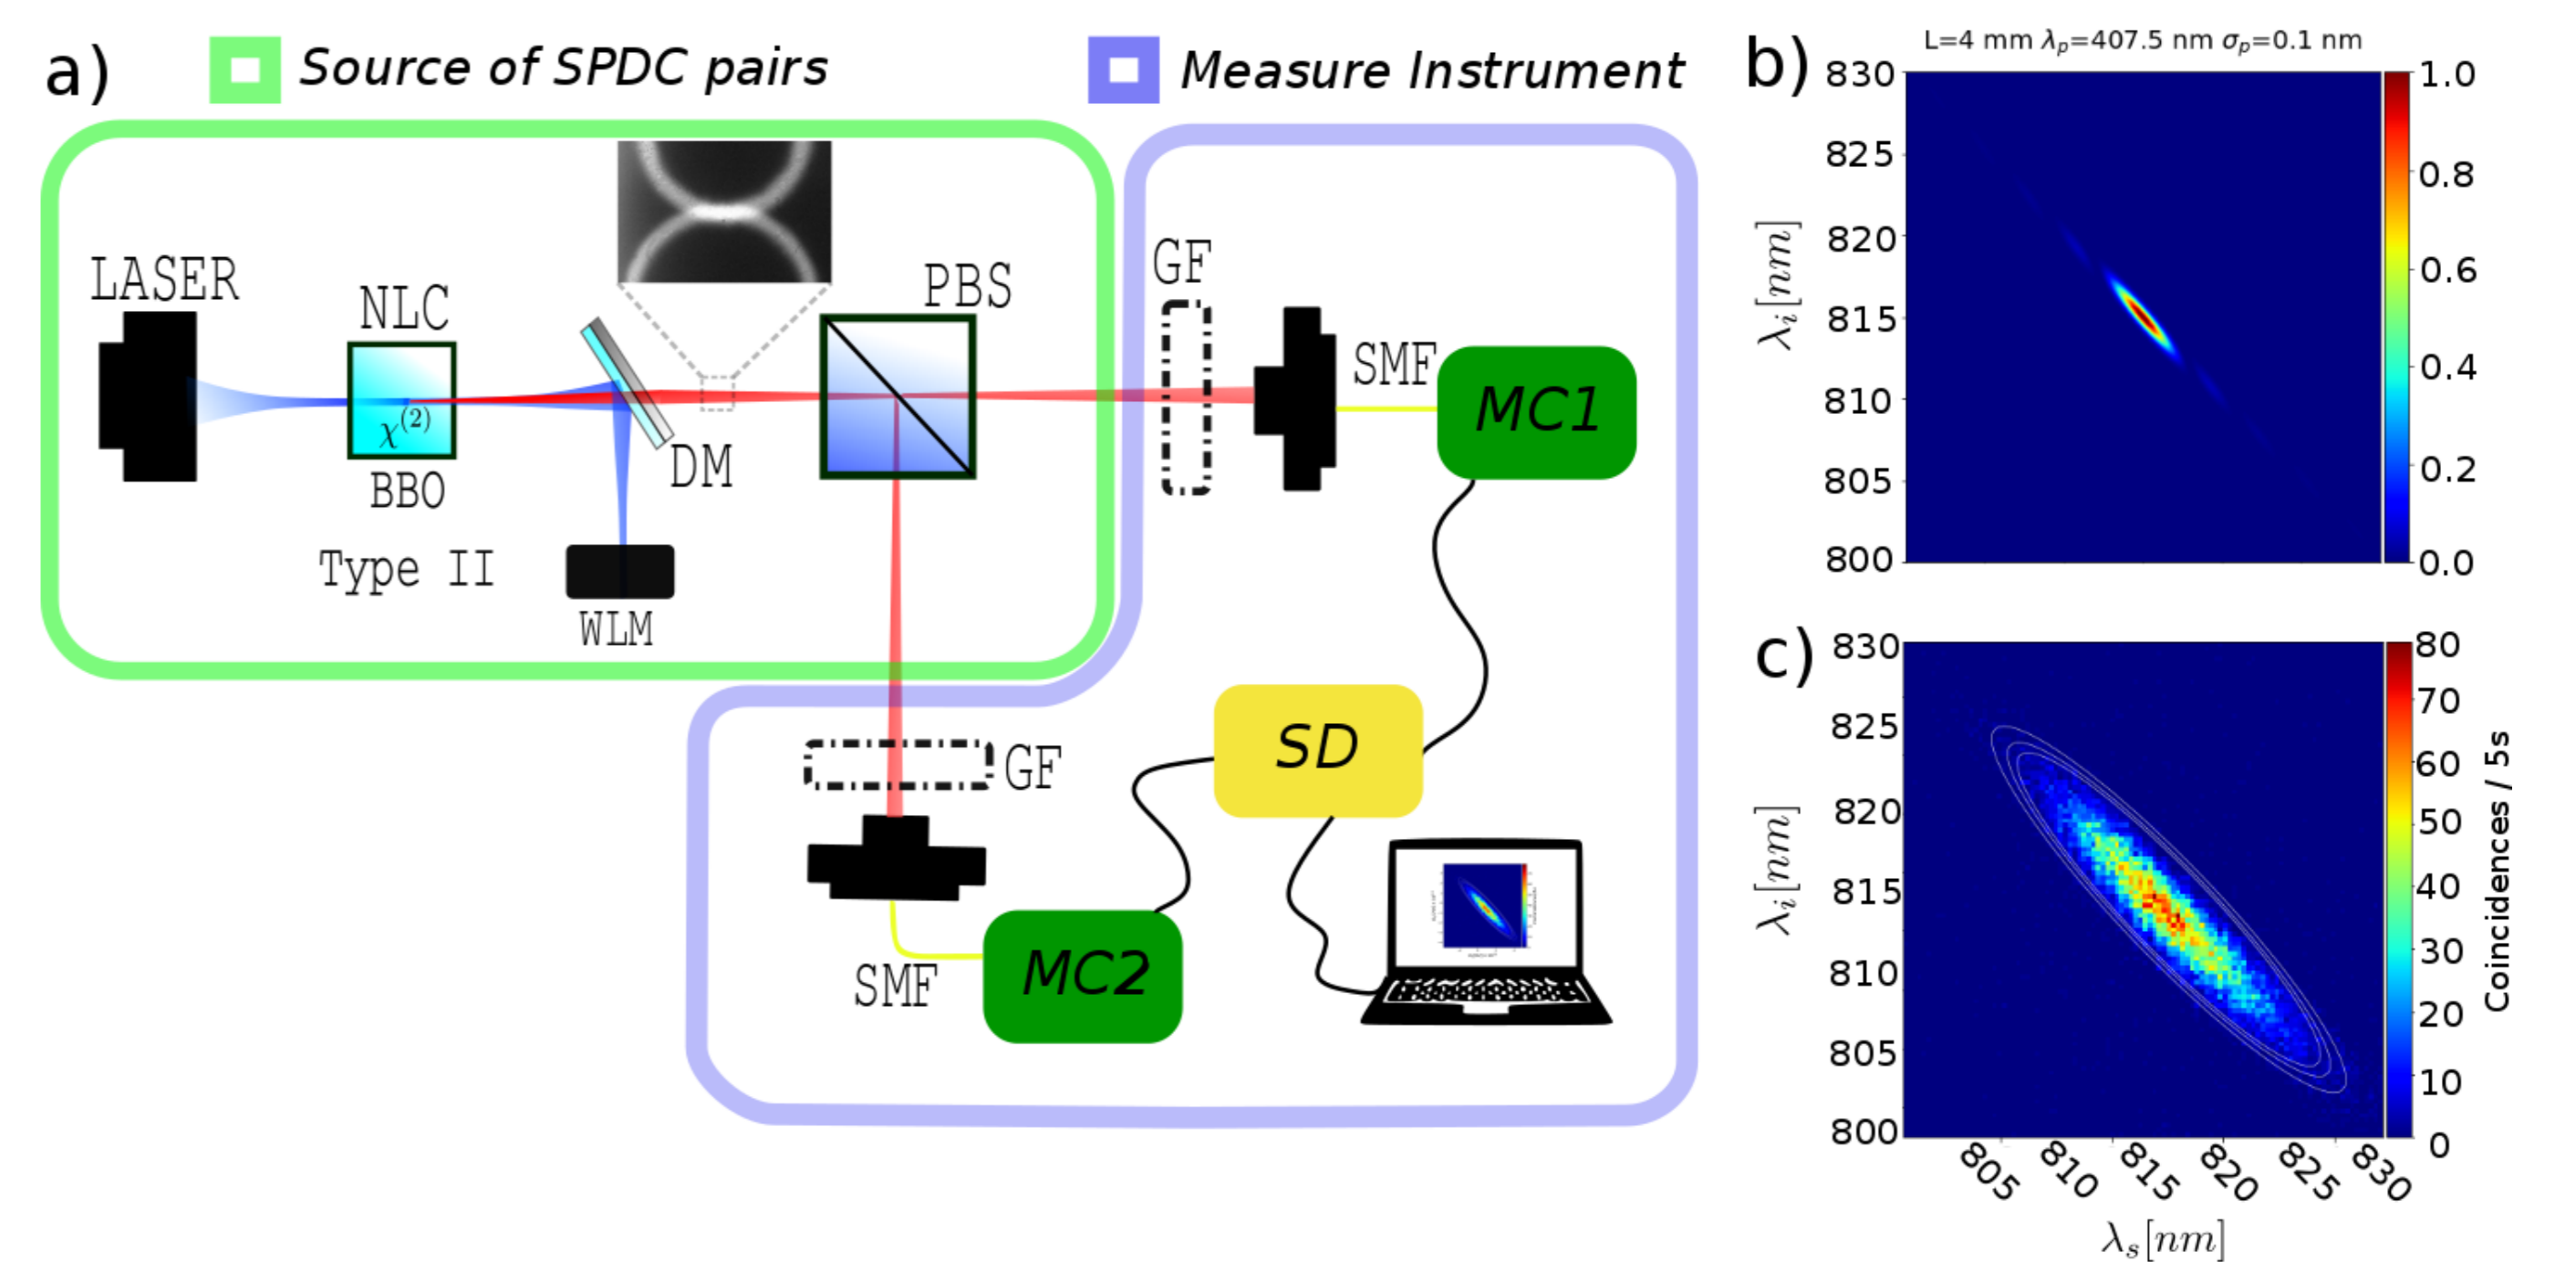 a)
Source of SPDC pairs
Measure Instrument
LASER
NLC
χ(2)
BBO
Type II
DM
WLM
PBS
GF
SMF
MC1
SD
GF
SMF
MC2
b)
L=4 mm λp=407.5 nm σp=0.1 nm
830
825
820
815
810
805
800
λi[nm]
1.0
0.8
0.6
0.4
0.2
0.0
c)
830
825
820
815
810
805
800
λi[nm]
805 810 815 820 825 830
λs[nm]
80
70
60
50
40
30
20
10
0
Coincidences / 5s